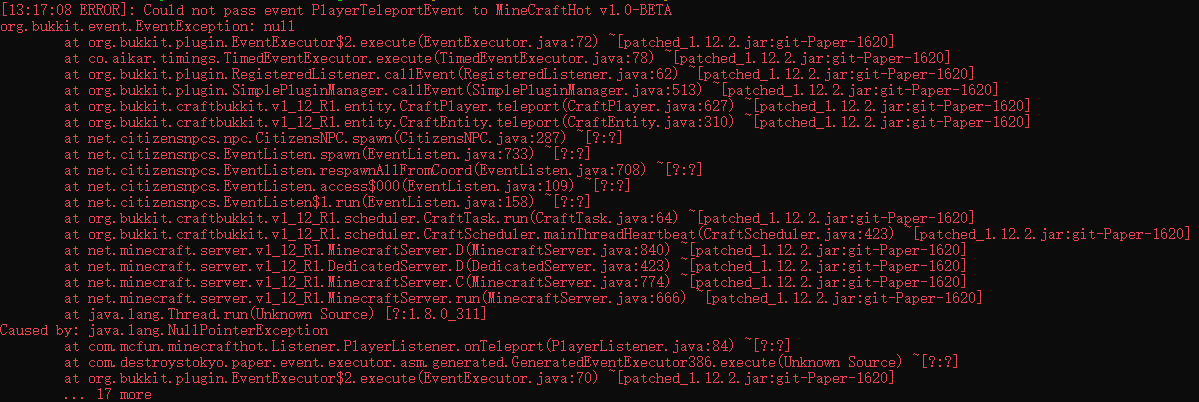 [13:17:08 ERROR]: Could not pass event PlayerTeleportEvent to MineCraftHot v1.0-BETA
org.bukkit.event.EventException: null
at org.bukkit.plugin.EventExecutor$2.execute(EventExecutor.java:72) ~[patched_1.12.2.jar:git-Paper-1620]
at co.aikar.timings.TimedEventExecutor.execute(TimedEventExecutor.java:78) ~[patched_1.12.2.jar:git-Paper-1620]
at org.bukkit.plugin.RegisteredListener.callEvent(RegisteredListener.java:62) ~[patched_1.12.2.jar:git-Paper-1620]
at org.bukkit.plugin.SimplePluginManager.callEvent(SimplePluginManager.java:513) ~[patched_1.12.2.jar:git-Paper-1620]
at org.bukkit.craftbukkit.v1_12_R1.entity.CraftPlayer.teleport(CraftPlayer.java:627) ~[patched_1.12.2.jar:git-Paper-1620]
at org.bukkit.craftbukkit.v1_12_R1.entity.CraftEntity.teleport(CraftEntity.java:310) ~[patched_1.12.2.jar:git-Paper-1620]
at net.citizensnpcs.npc.CitizensNPC.spawn(CitizensNPC.java:287) ~[?:?]
at net.citizensnpcs.EventListen.spawn(EventListen.java:733) ~[?:?]
at net.citizensnpcs.EventListen.respawnAllFromCoord(EventListen.java:708) ~[?:?]
at net.citizensnpcs.EventListen.access$000(EventListen.java:109) ~[?:?]
at net.citizensnpcs.EventListen$1.run(EventListen.java:158) ~[?:?]
at org.bukkit.craftbukkit.v1_12_R1.scheduler.CraftTask.run(CraftTask.java:64) ~[patched_1.12.2.jar:git-Paper-1620]
at org.bukkit.craftbukkit.v1_12_R1.scheduler.CraftScheduler.mainThreadHeartbeat(CraftScheduler.java:423) ~[patched_1.12.2.jar:git-Paper-1620]
at net.minecraft.server.v1_12_R1.MinecraftServer.D(MinecraftServer.java:840) ~[patched_1.12.2.jar:git-Paper-1620]
at net.minecraft.server.v1_12_R1.DedicatedServer.D(DedicatedServer.java:423) ~[patched_1.12.2.jar:git-Paper-1620]
at net.minecraft.server.v1_12_R1.MinecraftServer.C(MinecraftServer.java:774) ~[patched_1.12.2.jar:git-Paper-1620]
at net.minecraft.server.v1_12_R1.MinecraftServer.run(MinecraftServer.java:666) ~[patched_1.12.2.jar:git-Paper-1620]
at java.lang.Thread.run(Unknown Source) [?:1.8.0_311]
Caused by: java.lang.NullPointerException
at com.mcfun.minecrafthot.Listener.PlayerListener.onTeleport(PlayerListener.java:84) ~[?:?]
at com.destroystokyo.paper.event.executor.asm.generated.GeneratedEventExecutor386.execute(Unknown Source) ~[?:?]
at org.bukkit.plugin.EventExecutor$2.execute(EventExecutor.java:70) ~[patched_1.12.2.jar:git-Paper-1620]
... 17 more